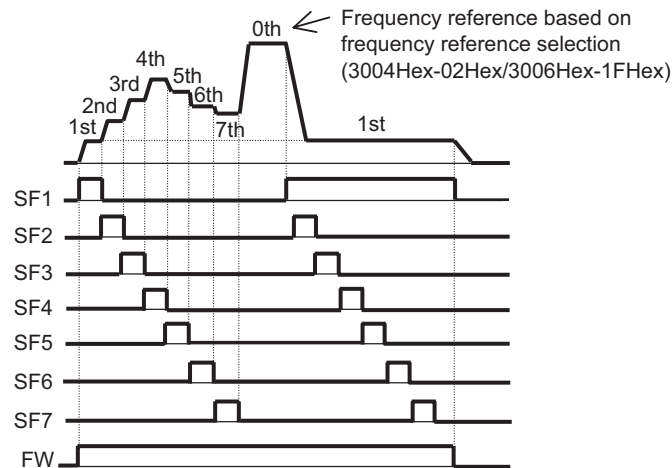 0th
Frequency reference based on
frequency reference selection
(3004Hex-02Hex/3006Hex-1FHex)
4th
3rd
5th
2nd
6th
1st
7th
1st
SF1
SF2
SF3
SF4
SF5
SF6
SF7
FW